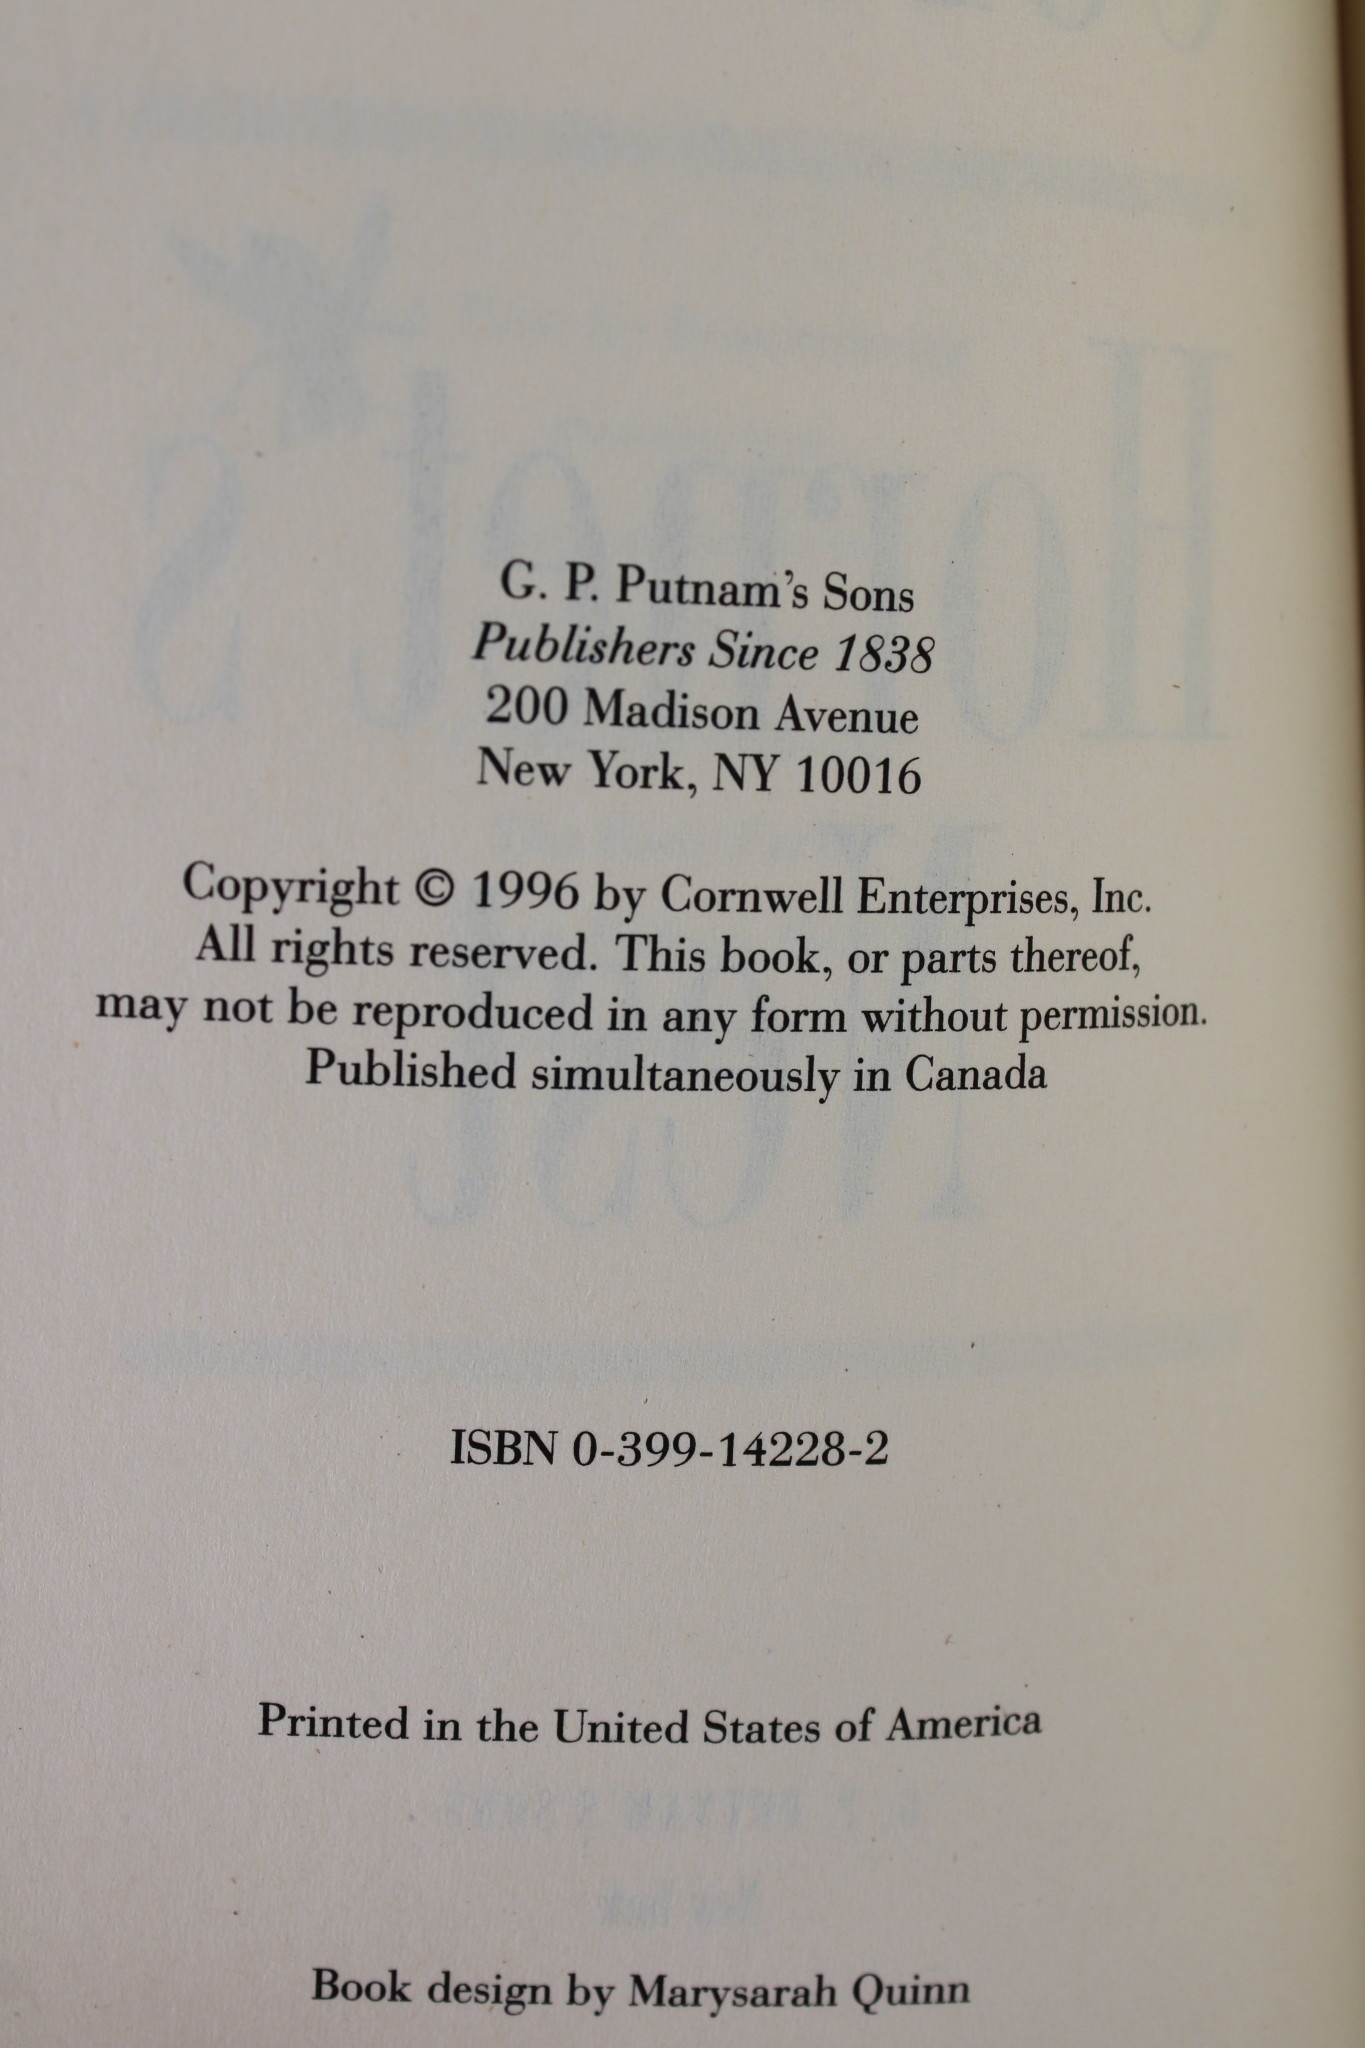 G. P. Putnam's Sons
Publishers Since 1838
200 Madison Avenue
New York, NY 10016
Copyright © 1996 by Cornwell Enterprises, Inc.
All rights reserved. This book, or parts thereof,
may not be reproduced in any form without permission.
Published simultaneously in Canada
ISBN 0-399-14228-2
Printed in the United States of America
Book design by Marysarah Quinn